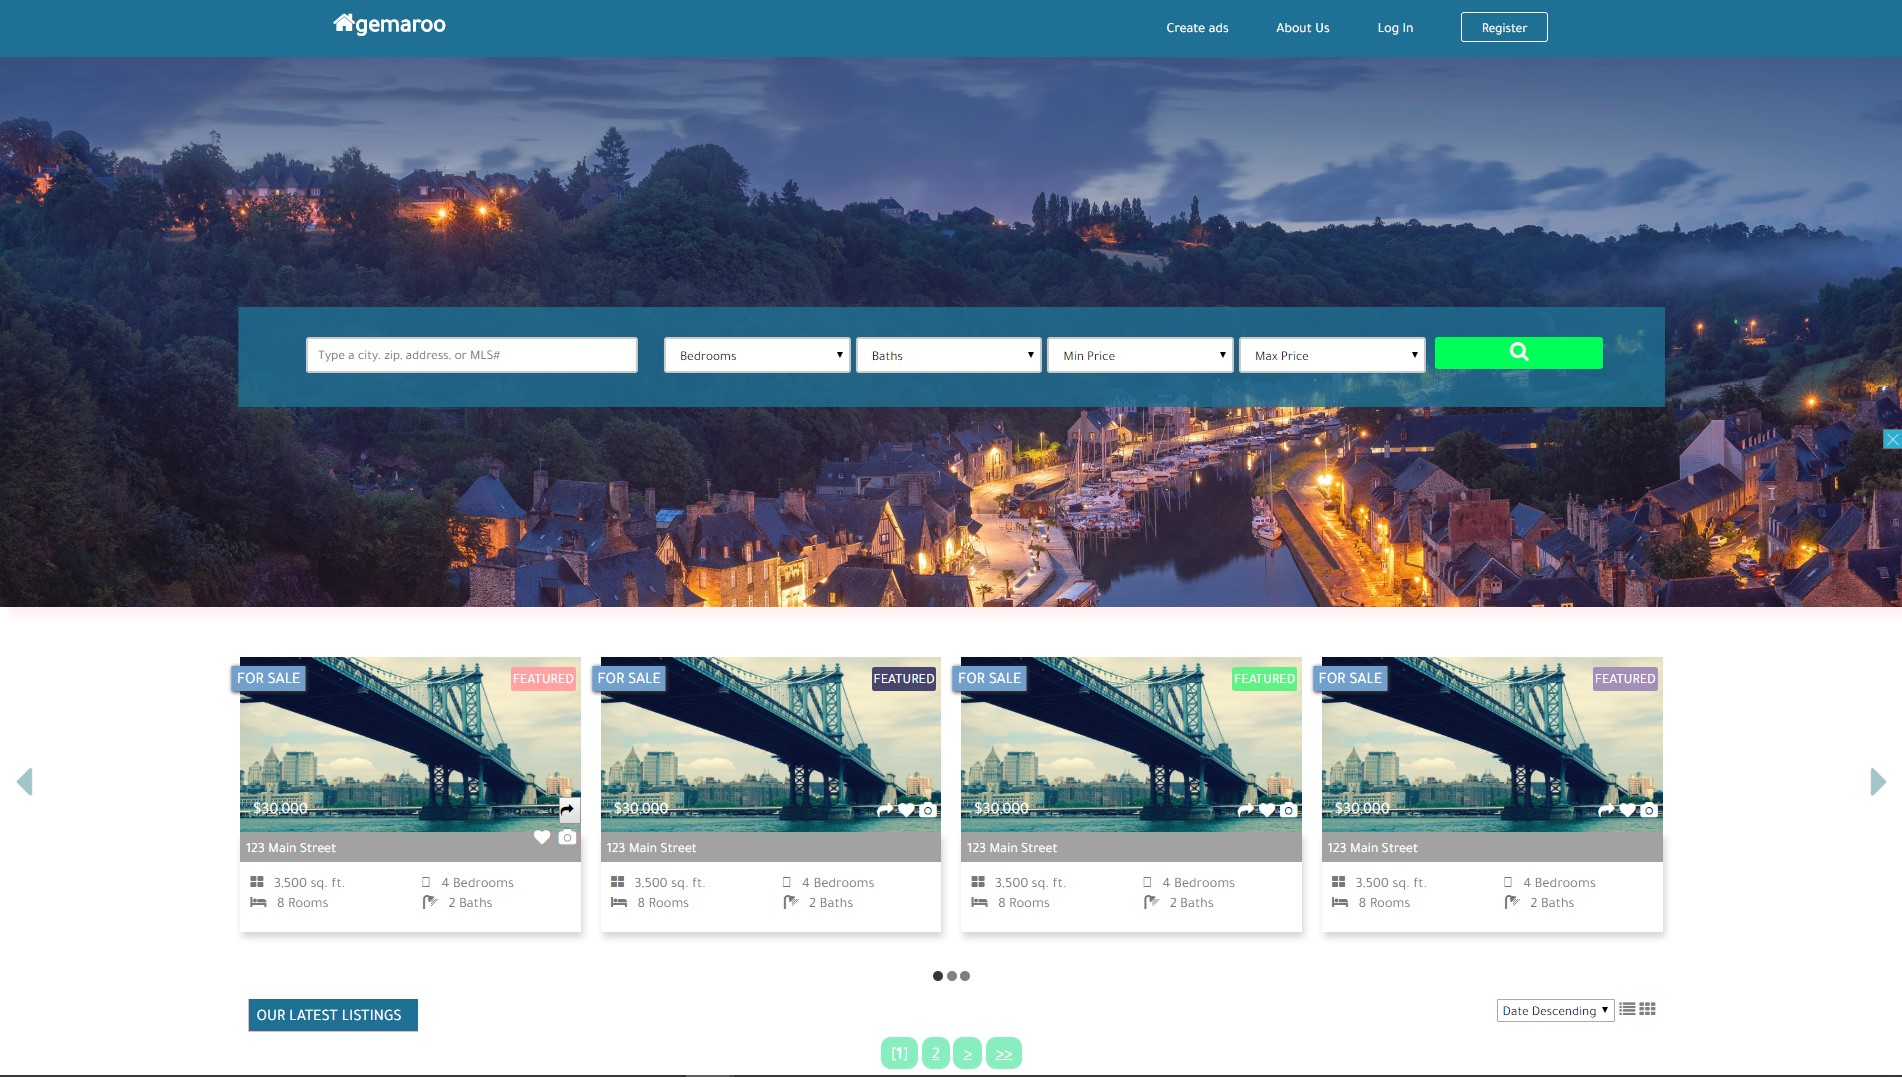 gemaroo
Create ads
About Us
Log In
Register
Type a city. zip, address, or MLS#
Bedrooms
Baths
Min Price
Max Price
FOR SALE
FEATURED
$30,000
123 Main Street
3,500 sq. ft.
4 Bedrooms
8 Rooms
2 Baths
FOR SALE
FEATURED
$30,000
123 Main Street
3,500 sq. ft.
4 Bedrooms
8 Rooms
2 Baths
FOR SALE
FEATURED
$30,000
123 Main Street
3,500 sq. ft.
4 Bedrooms
8 Rooms
2 Baths
FOR SALE
FEATURED
$30,000
123 Main Street
3,500 sq. ft.
4 Bedrooms
8 Rooms
2 Baths
OUR LATEST LISTINGS
Date Descending
[1] 2 > >>